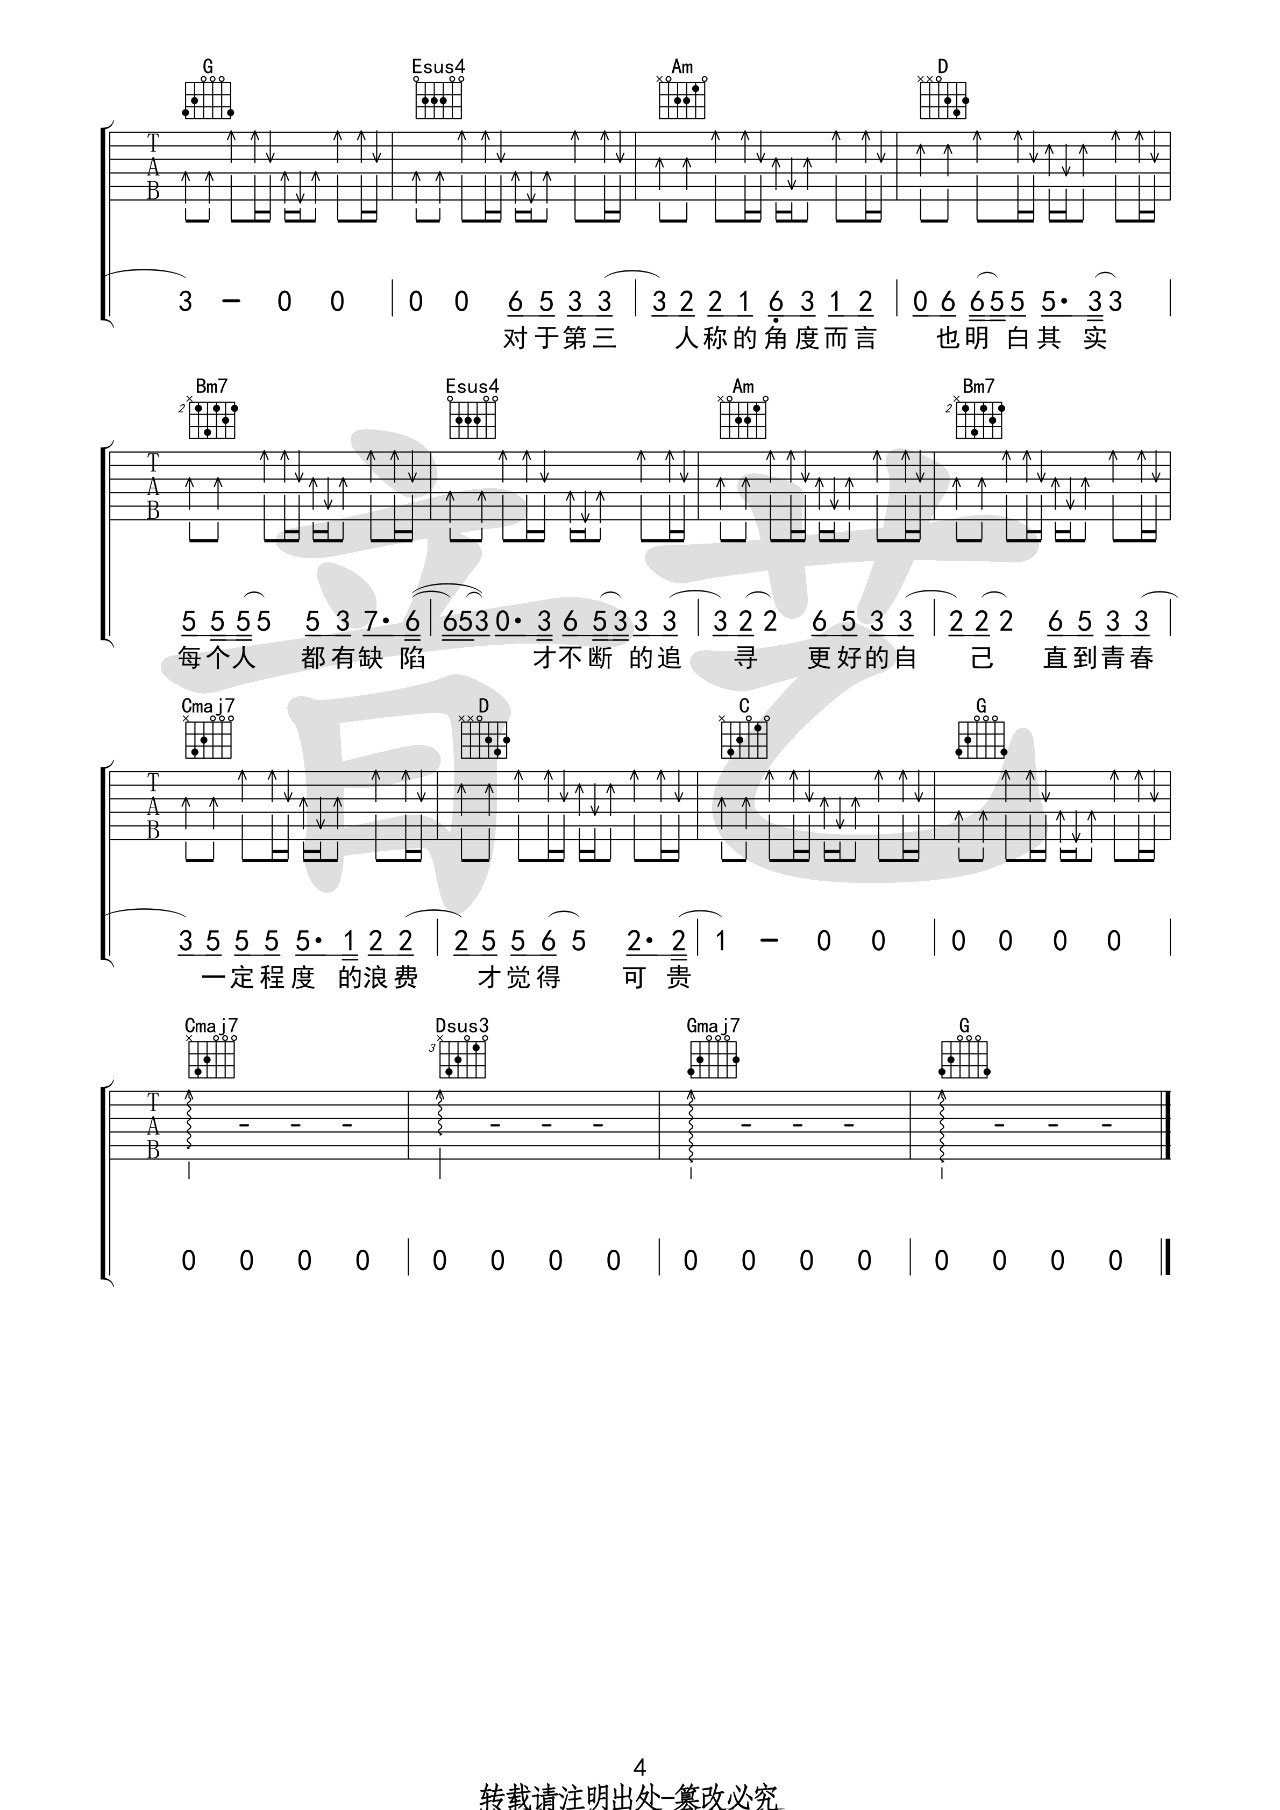 G Esus4 Am D
T
A
B
3 - 0 0 0 0 6 5 3 3 3 2 2 1 6 3 1 2 0 6 6 5 5 5· 3 3
对于第三 人称的角度而言 也明白其实
Bm7 Esus4 Am Bm7
2 2
T
A
B
5 5 5 5 5 3 7· 6 6 5 3 0· 3 6 5 3 3 3 3 2 2 6 5 3 3 2 2 2 6 5 3 3
每个人 都有缺陷 才不断的追寻 更好的自己 直到青春
Cmaj7 D C G
T
A
B
3 5 5 5 5· 1 2 2 2 5 5 6 5 2· 2 1 - 0 0 0 0 0 0
一定程度的浪费 才觉得 可贵
Cmaj7 Dsus3 Gmaj7 G
3
T
A
B
0 0 0 0 0 0 0 0 0 0 0 0 0 0 0 0
音艺
4
转载请注明出处-篡改必究